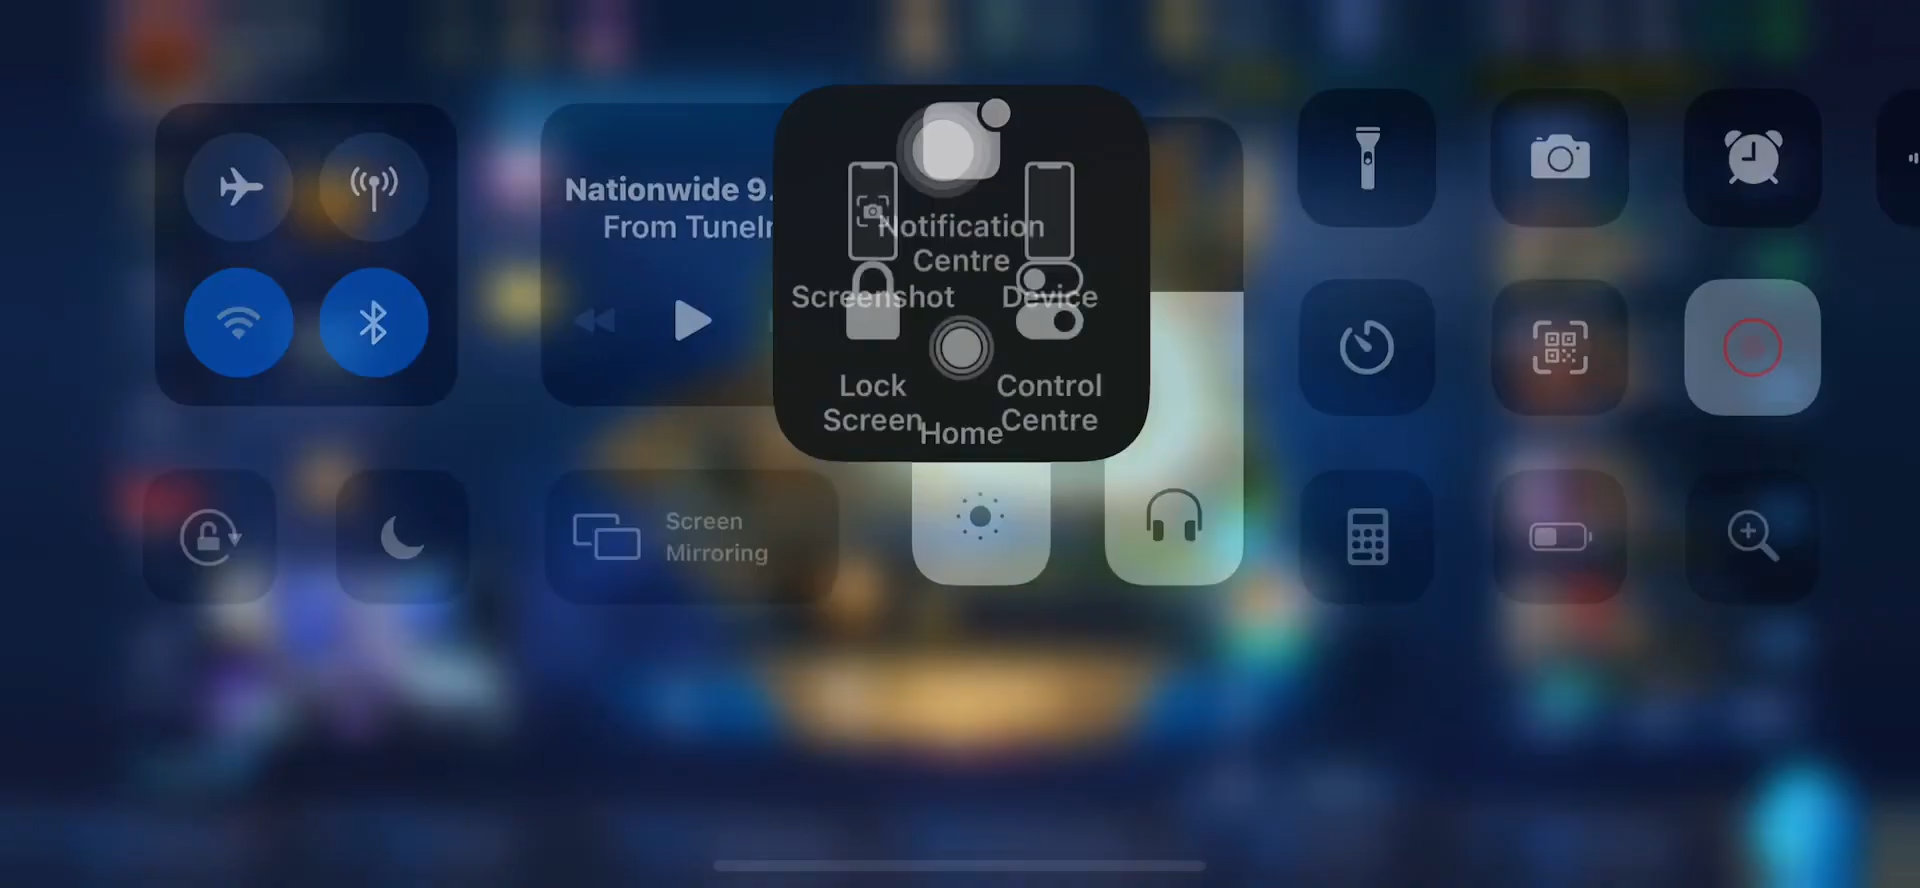 Nationwide 9.
From TuneIn
Notification
Centre
Screenshot
Device
Lock
Screen
Control
Centre
Home
Screen
Mirroring